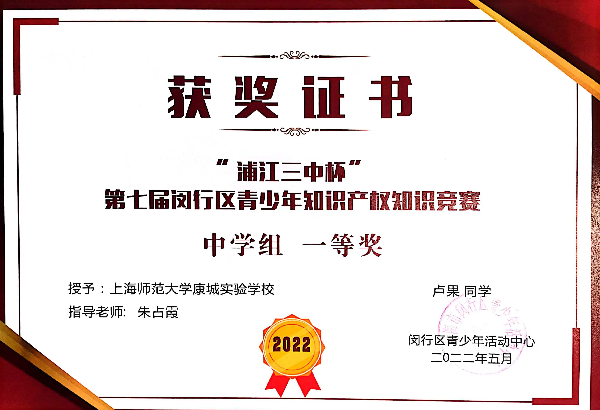 获奖证书
“浦江三中杯”
第七届闵行区青少年知识产权知识竞赛
中学组 一等奖
授予：上海师范大学康城实验学校 卢果 同学
指导老师: 朱占霞
2022
闵行区青少年活动中心
二〇二二年五月